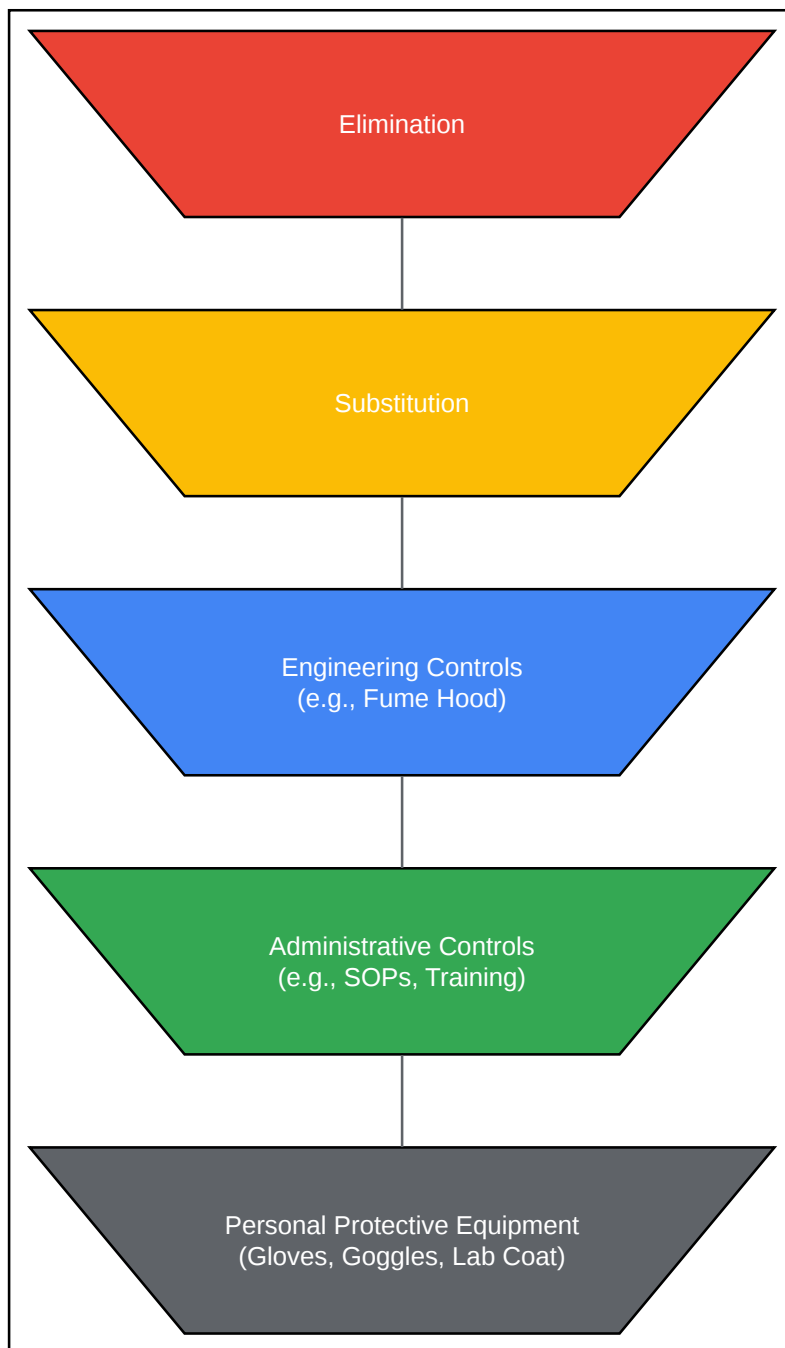 Elimination
Substitution
Engineering Controls
(e.g., Fume Hood)
Administrative Controls
(e.g., SOPs, Training)
Personal Protective Equipment
(Gloves, Goggles, Lab Coat)